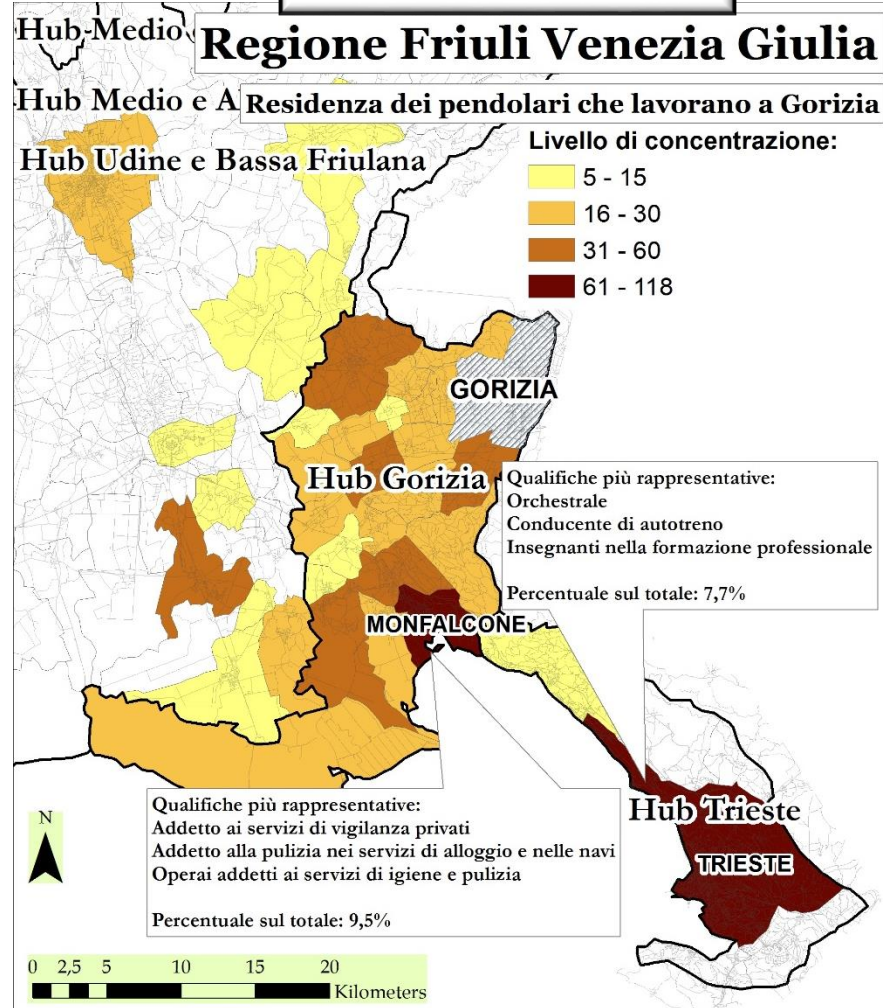 Regione Friuli Venezia Giulia
Hub Medio
Hub Medio e A
Residenza dei pendolari che lavorano a Gorizia
Hub Udine e Bassa Friulana
Livello di concentrazione:
5 - 15
16 - 30
31 - 60
61 - 118
GORIZIA
Hub Gorizia
Qualifiche più rappresentative:
Orchestrale
Conducente di autotreno
Insegnanti nella formazione professionale
Percentuale sul totale: 7,7%
MONFALCONE
Hub Trieste
TRIESTE
Qualifiche più rappresentative:
Addetto ai servizi di vigilanza privati
Addetto alla pulizia nei servizi di alloggio e nelle navi
Operai addetti ai servizi di igiene e pulizia
Percentuale sul totale: 9,5%
N
0 2,5 5 10 15 20
Kilometers